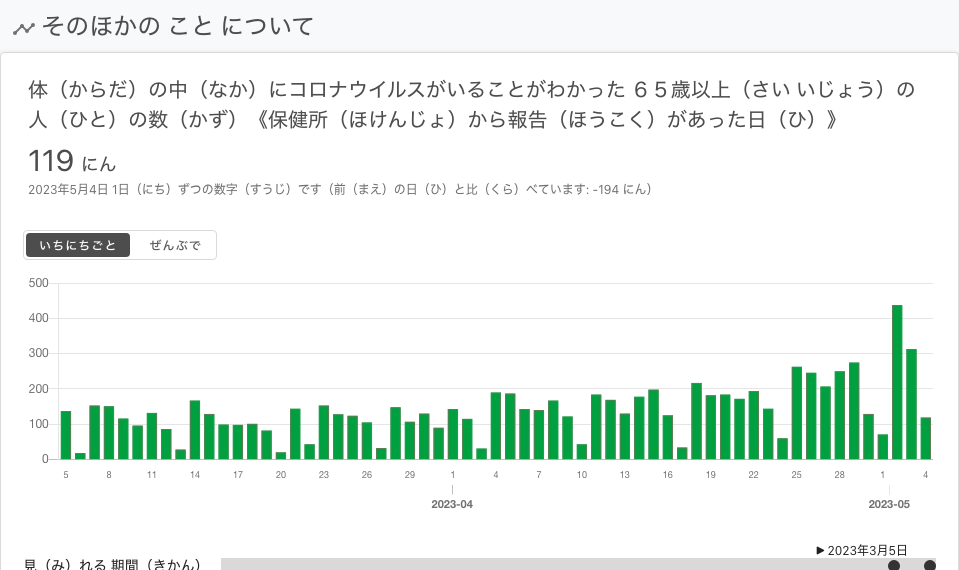 そのほかの こと について
体（からだ）の中（なか）にコロナウイルスがいることがわかった ６５歳以上（さい いじょう）の
人（ひと）の数（かず）《保健所（ほけんじょ）から報告（ほうこく）があった日（ひ）》
119 にん
2023年5月4日 1日（にち）ずつの数字（すうじ）です（前（まえ）の日（ひ）と比（くら）べています: -194 にん）
いちにちごと ぜんぶで
500
400
300
200
100
0
5 8 11 14 17 20 23 26 29 1 4 7 10 13 16 19 22 25 28 1 4
2023-04 2023-05
2023年3月5日
見（み）れる 期間（きかん）